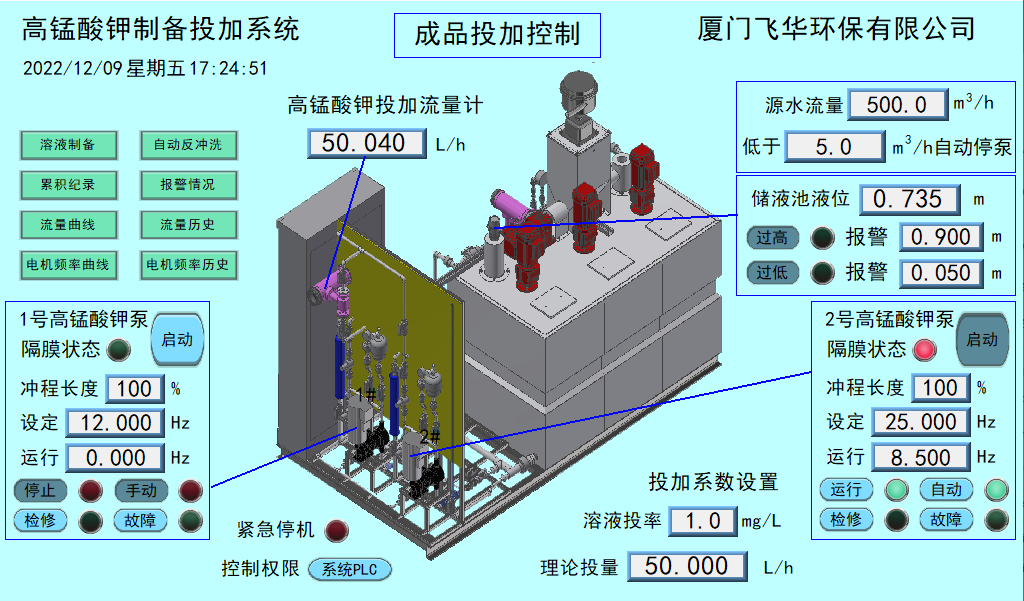 高锰酸钾制备投加系统
成品投加控制
厦门飞华环保有限公司
2022/12/09 星期五 17:24:51
高锰酸钾投加流量计
50.040 L/h
源水流量 500.0 m³/h
低于 5.0 m³/h自动停泵
溶液制备 自动反冲洗
累积纪录 报警情况
流量曲线 流量历史
电机频率曲线 电机频率历史
储液池液位 0.735 m
过高 报警 0.900 m
过低 报警 0.050 m
1号高锰酸钾泵
隔膜状态 启动
冲程长度 100 %
设定 12.000 Hz
运行 0.000 Hz
停止 手动
检修 故障
1#
2#
2号高锰酸钾泵
隔膜状态 启动
冲程长度 100 %
设定 25.000 Hz
运行 8.500 Hz
运行 自动
检修 故障
紧急停机
控制权限 系统PLC
投加系数设置
溶液投率 1.0 mg/L
理论投量 50.000 L/h